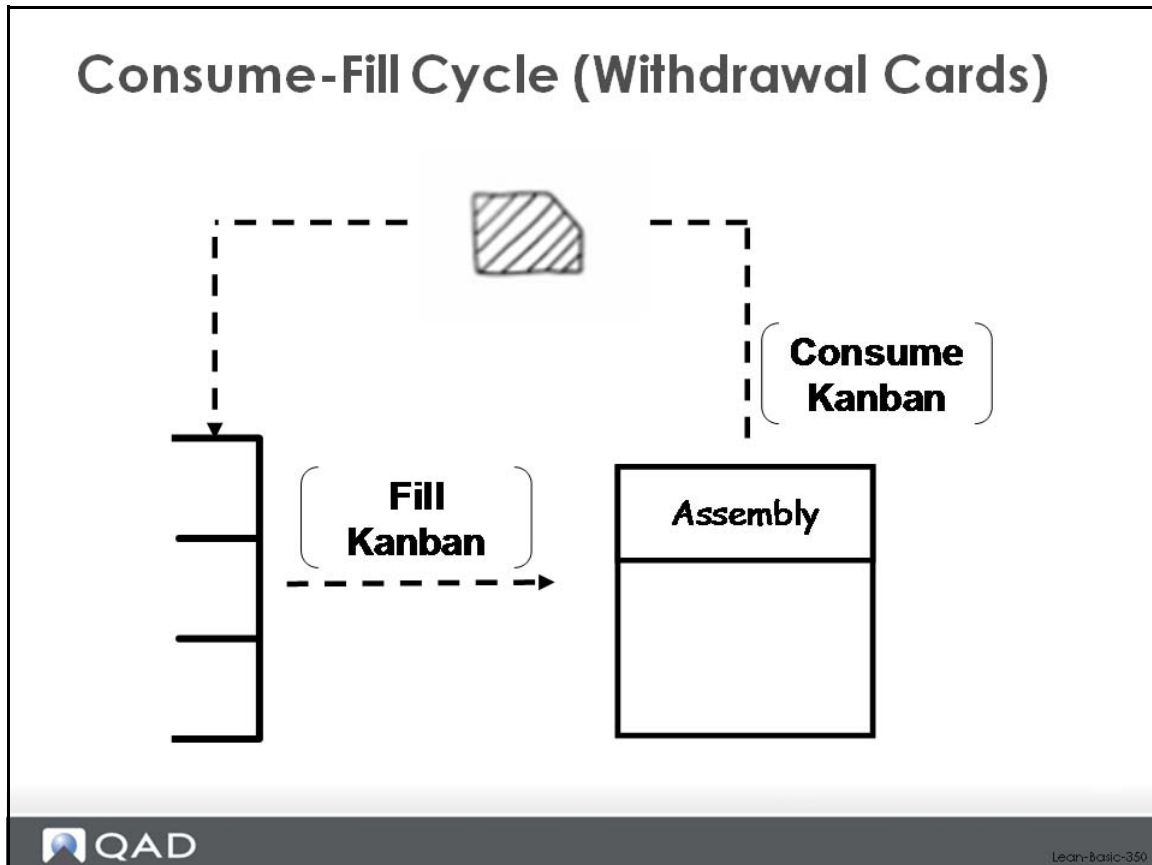 Consume-Fill Cycle (Withdrawal Cards)
Consume
Kanban
Fill
Kanban
Assembly
QAD
Lean-Basic-350